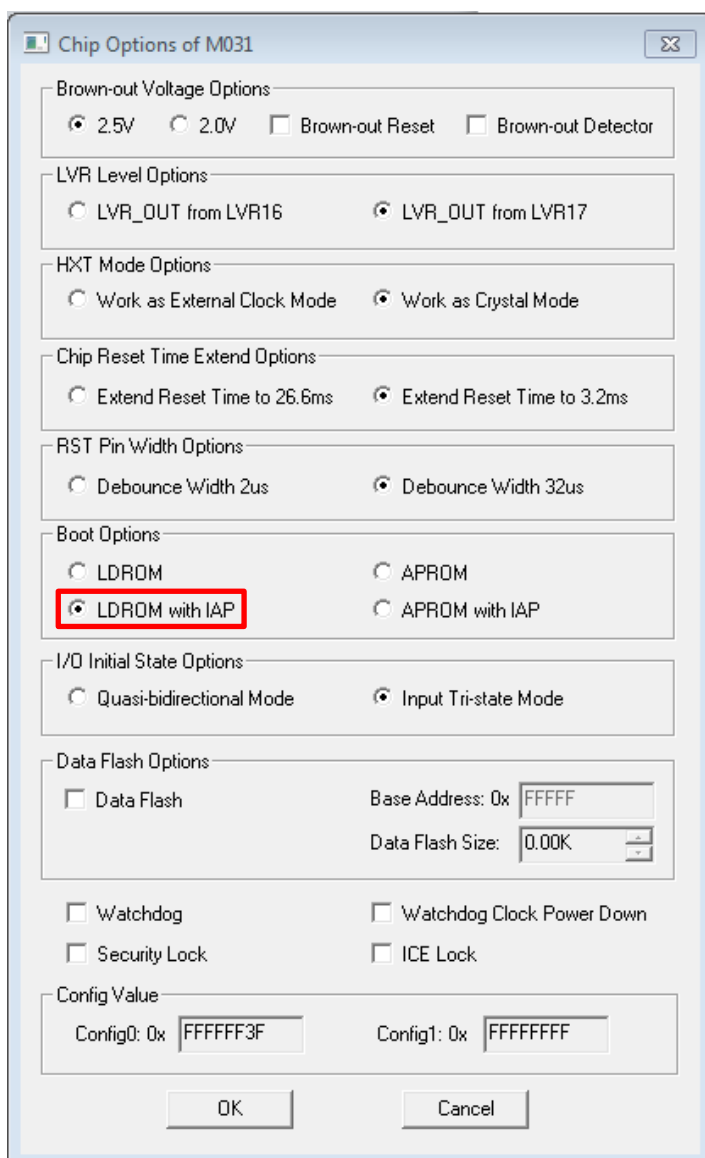 Chip Options of M031
Brown-out Voltage Options
2.5V 2.0V Brown-out Reset Brown-out Detector
LVR Level Options
LVR_OUT from LVR16 LVR_OUT from LVR17
HXT Mode Options
Work as External Clock Mode Work as Crystal Mode
Chip Reset Time Extend Options
Extend Reset Time to 26.6ms Extend Reset Time to 3.2ms
RST Pin Width Options
Debounce Width 2us Debounce Width 32us
Boot Options
LDROM APROM
LDROM with IAP APROM with IAP
I/O Initial State Options
Quasi-bidirectional Mode Input Tri-state Mode
Data Flash Options
Data Flash Base Address: 0x FFFFF
Data Flash Size: 0.00K
Watchdog Watchdog Clock Power Down
Security Lock ICE Lock
Config Value
Config0: 0x FFFFFF3F Config1: 0x FFFFFFFF
OK Cancel